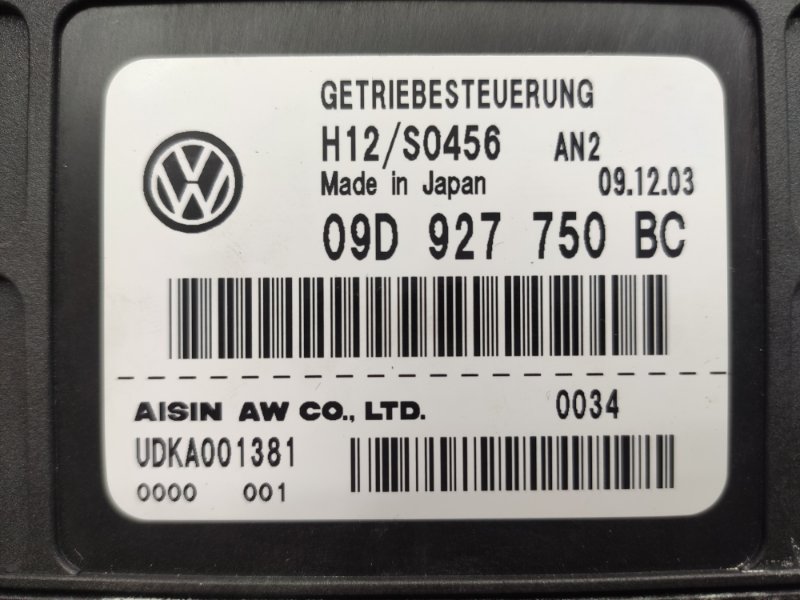 GETRIEBESTEUERUNG
H12/S0456 AN2
Made in Japan 09.12.03
09D 927 750 BC
AISIN AW CO., LTD. 0034
UDKA001381
0000 001